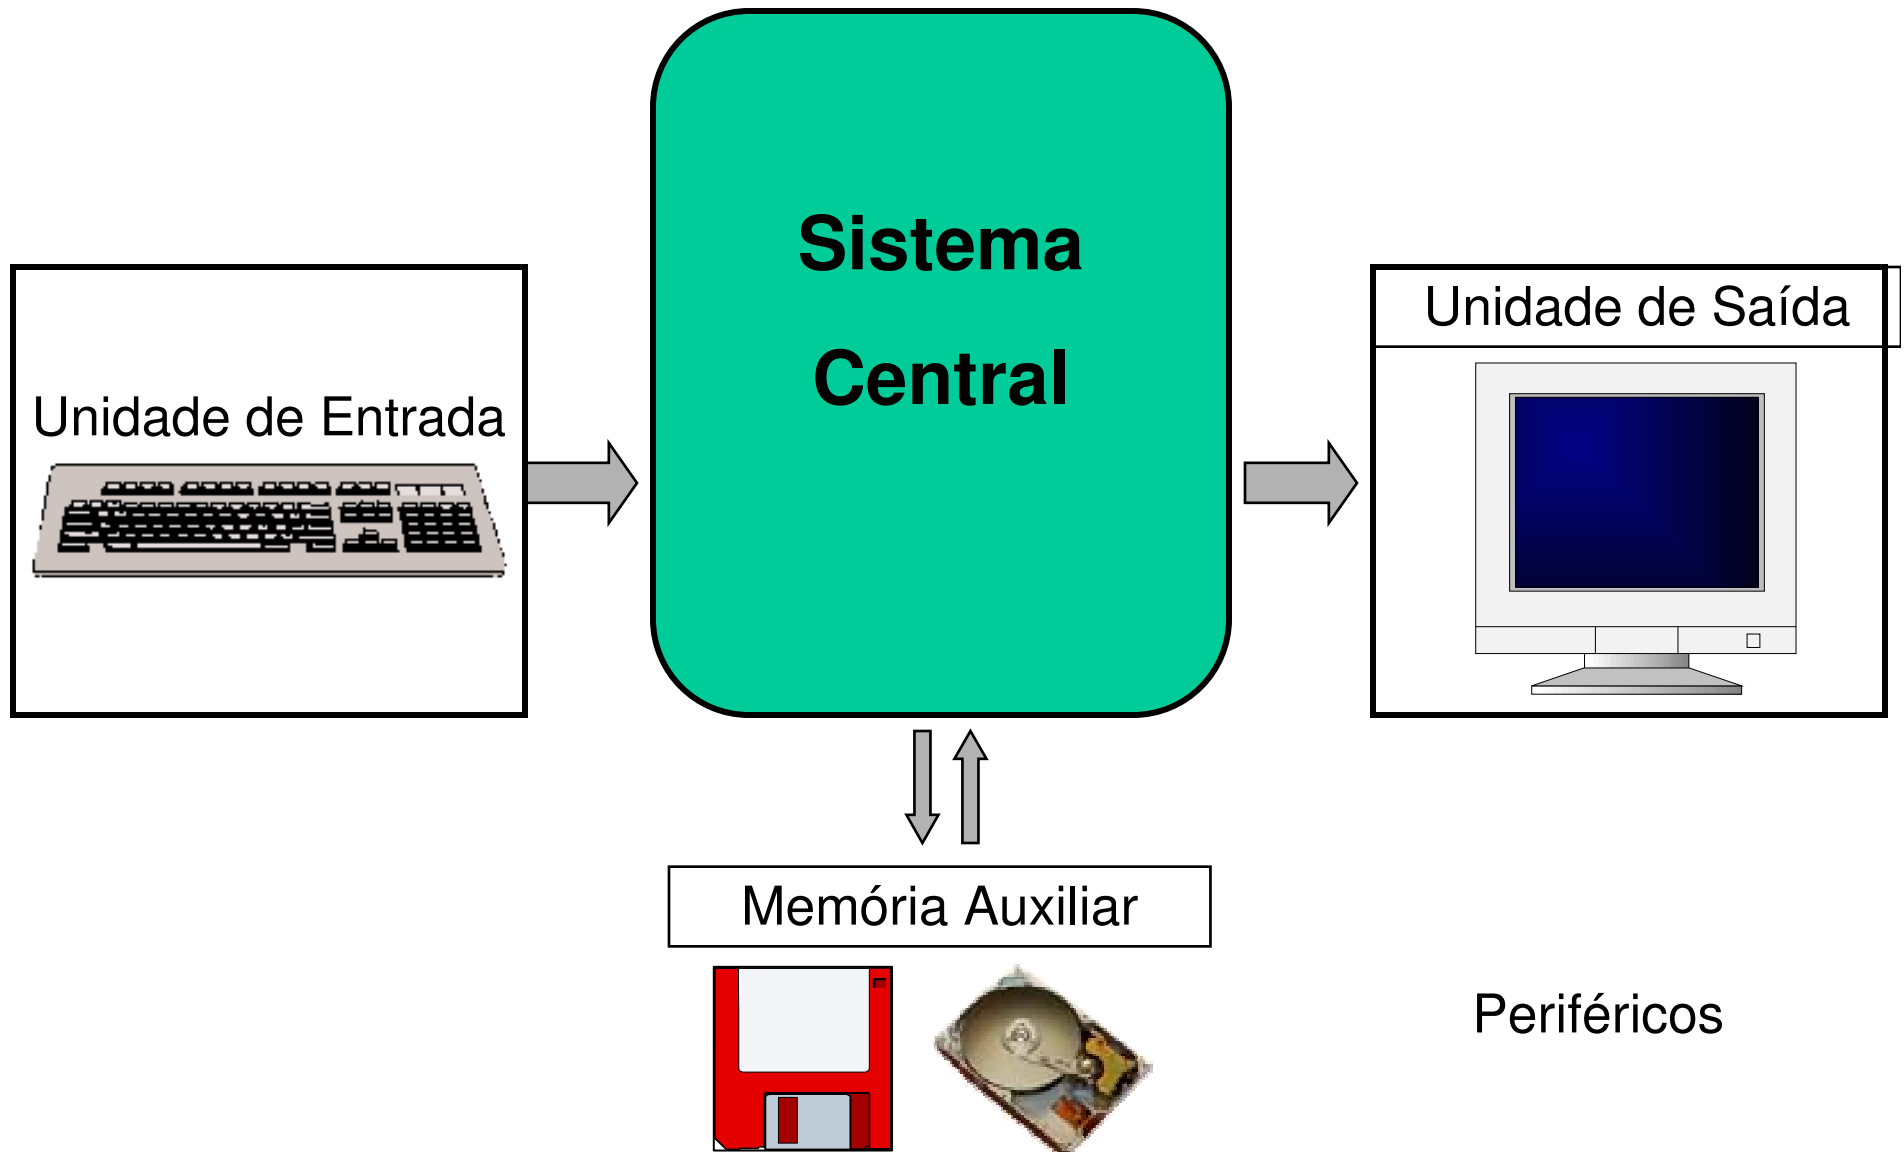 Sistema
Central
Unidade de Entrada
Unidade de Saída
Memória Auxiliar
Periféricos